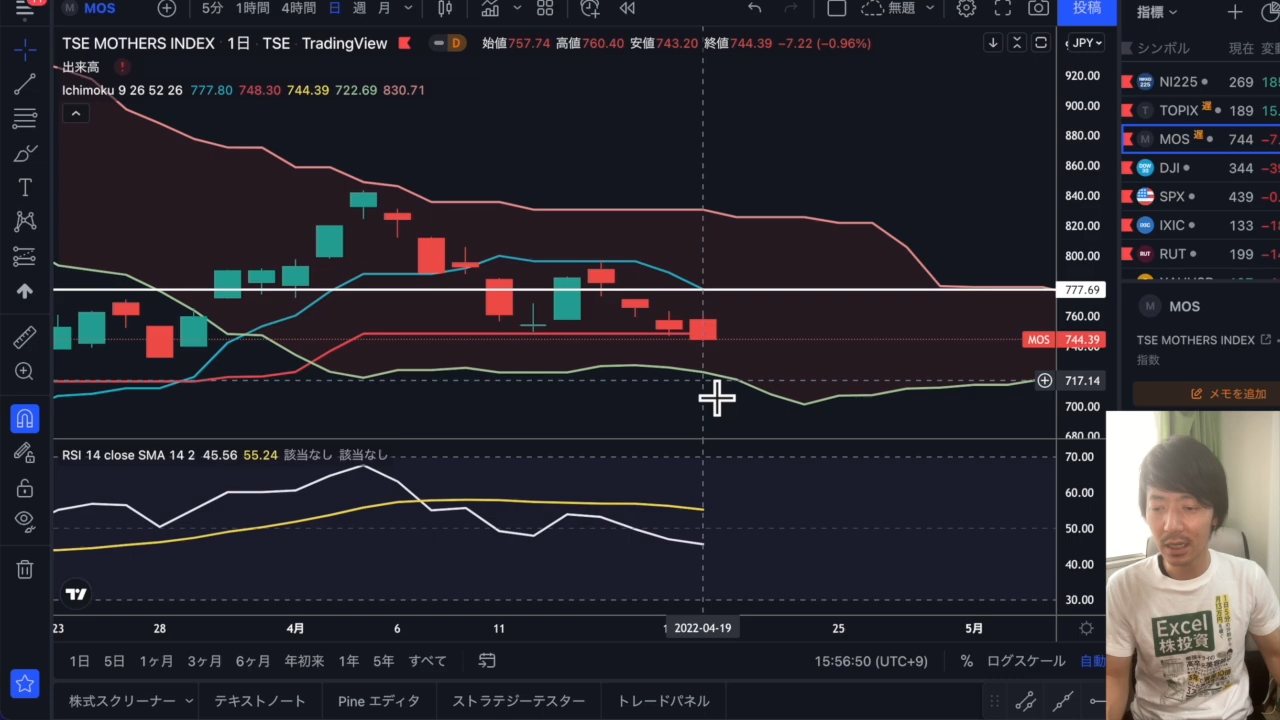 MOS 5分 1時間 4時間 日 週 月 無題 投稿 指標
TSE MOTHERS INDEX · 1日 · TSE TradingView D 始値757.74 高値760.40 安値743.20 終値744.39 −7.22 (−0.96%) JPY
出来高
Ichimoku 9 26 52 26 777.80 748.30 744.39 722.69 830.71
920.00
900.00
880.00
860.00
840.00
820.00
800.00
777.69
760.00
MOS 744.39
740.00
717.14
700.00
680.00
RSI 14 close SMA 14 2 45.56 55.24 該当なし 該当なし
70.00
60.00
50.00
40.00
30.00
23 28 4月 6 11 2022-04-19 25 5月
1日 5日 1ヶ月 3ヶ月 6ヶ月 年初来 1年 5年 すべて 15:56:50 (UTC+9) % ログスケール 自動
株式スクリーナー テキストノート Pine エディタ ストラテジーテスター トレードパネル
シンボル 現在 変動
NI225 269 185
T TOPIX 遅 189 15.
M MOS 遅 744 −7.
DJI 344 −39
SPX 439 −0.
IXIC 133 −18
RUT 199 −14
M MOS
TSE MOTHERS INDEX
指数
メモを追加
Excel
株投資